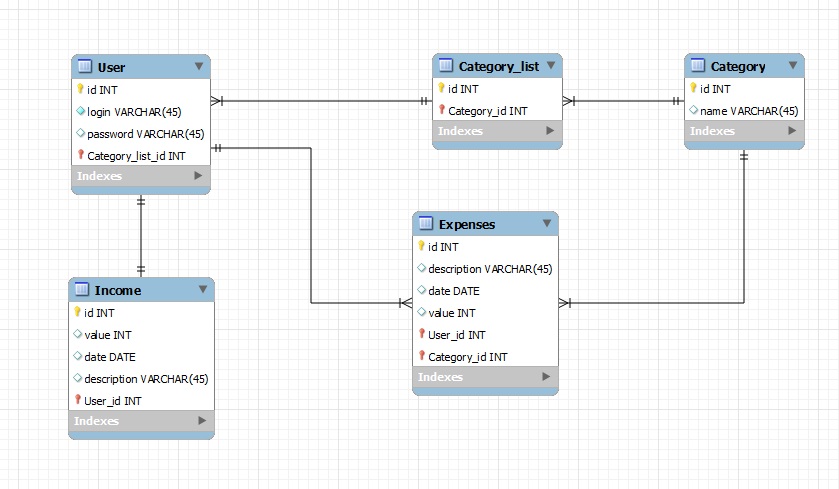 User
id INT
login VARCHAR(45)
password VARCHAR(45)
Category_list_id INT
Indexes
Category_list
id INT
Category_id INT
Indexes
Category
id INT
name VARCHAR(45)
Indexes
Income
id INT
value INT
date DATE
description VARCHAR(45)
User_id INT
Indexes
Expenses
id INT
description VARCHAR(45)
date DATE
value INT
User_id INT
Category_id INT
Indexes